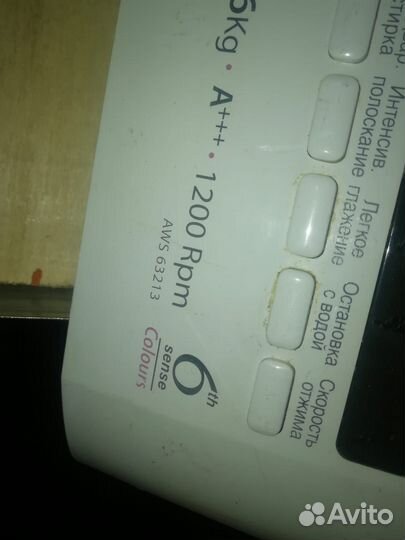 6Kg · A+++ · 1200 Rpm
AWS 63213
6th
sense
Colours
стирка
Интенсив.
полоскание
Легкое
глажение
Остановка
с водой
Скорость
отжима
Avito